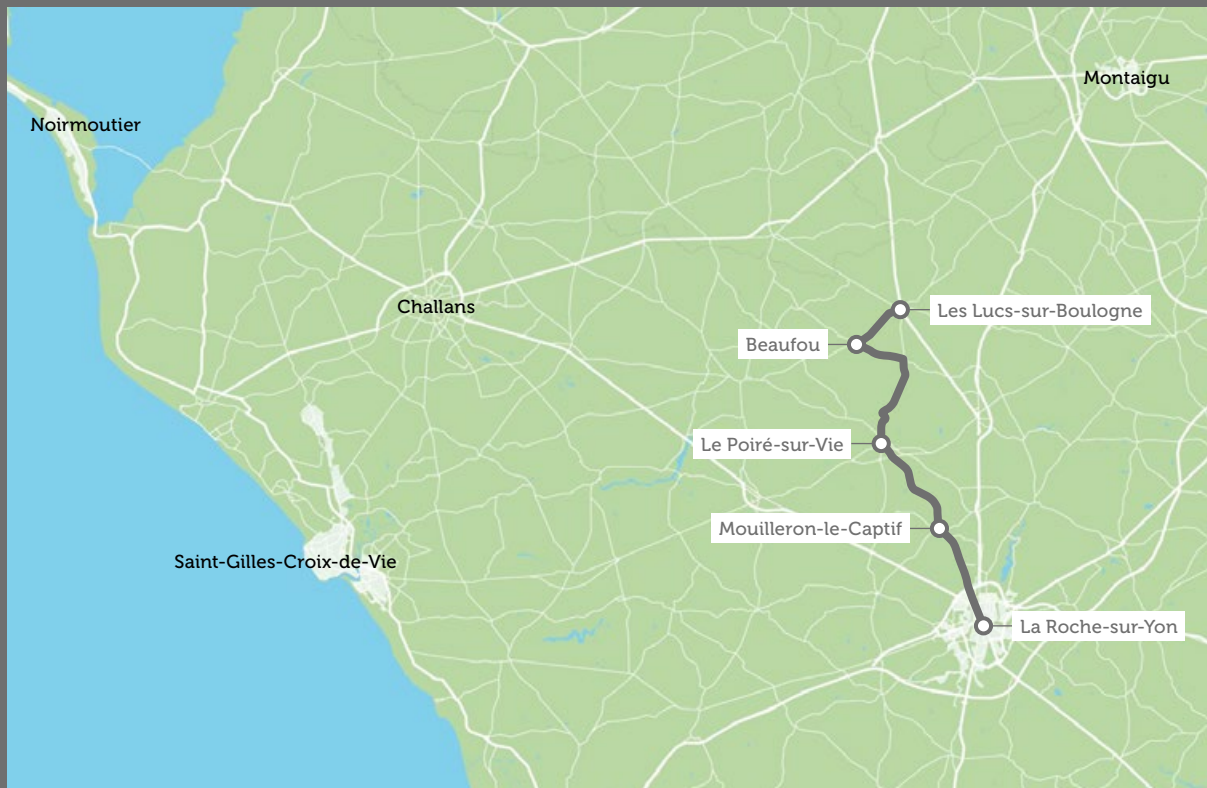 Montaigu
Noirmoutier
Challans
Les Lucs-sur-Boulogne
Beaufou
Le Poiré-sur-Vie
Mouilleron-le-Captif
Saint-Gilles-Croix-de-Vie
La Roche-sur-Yon